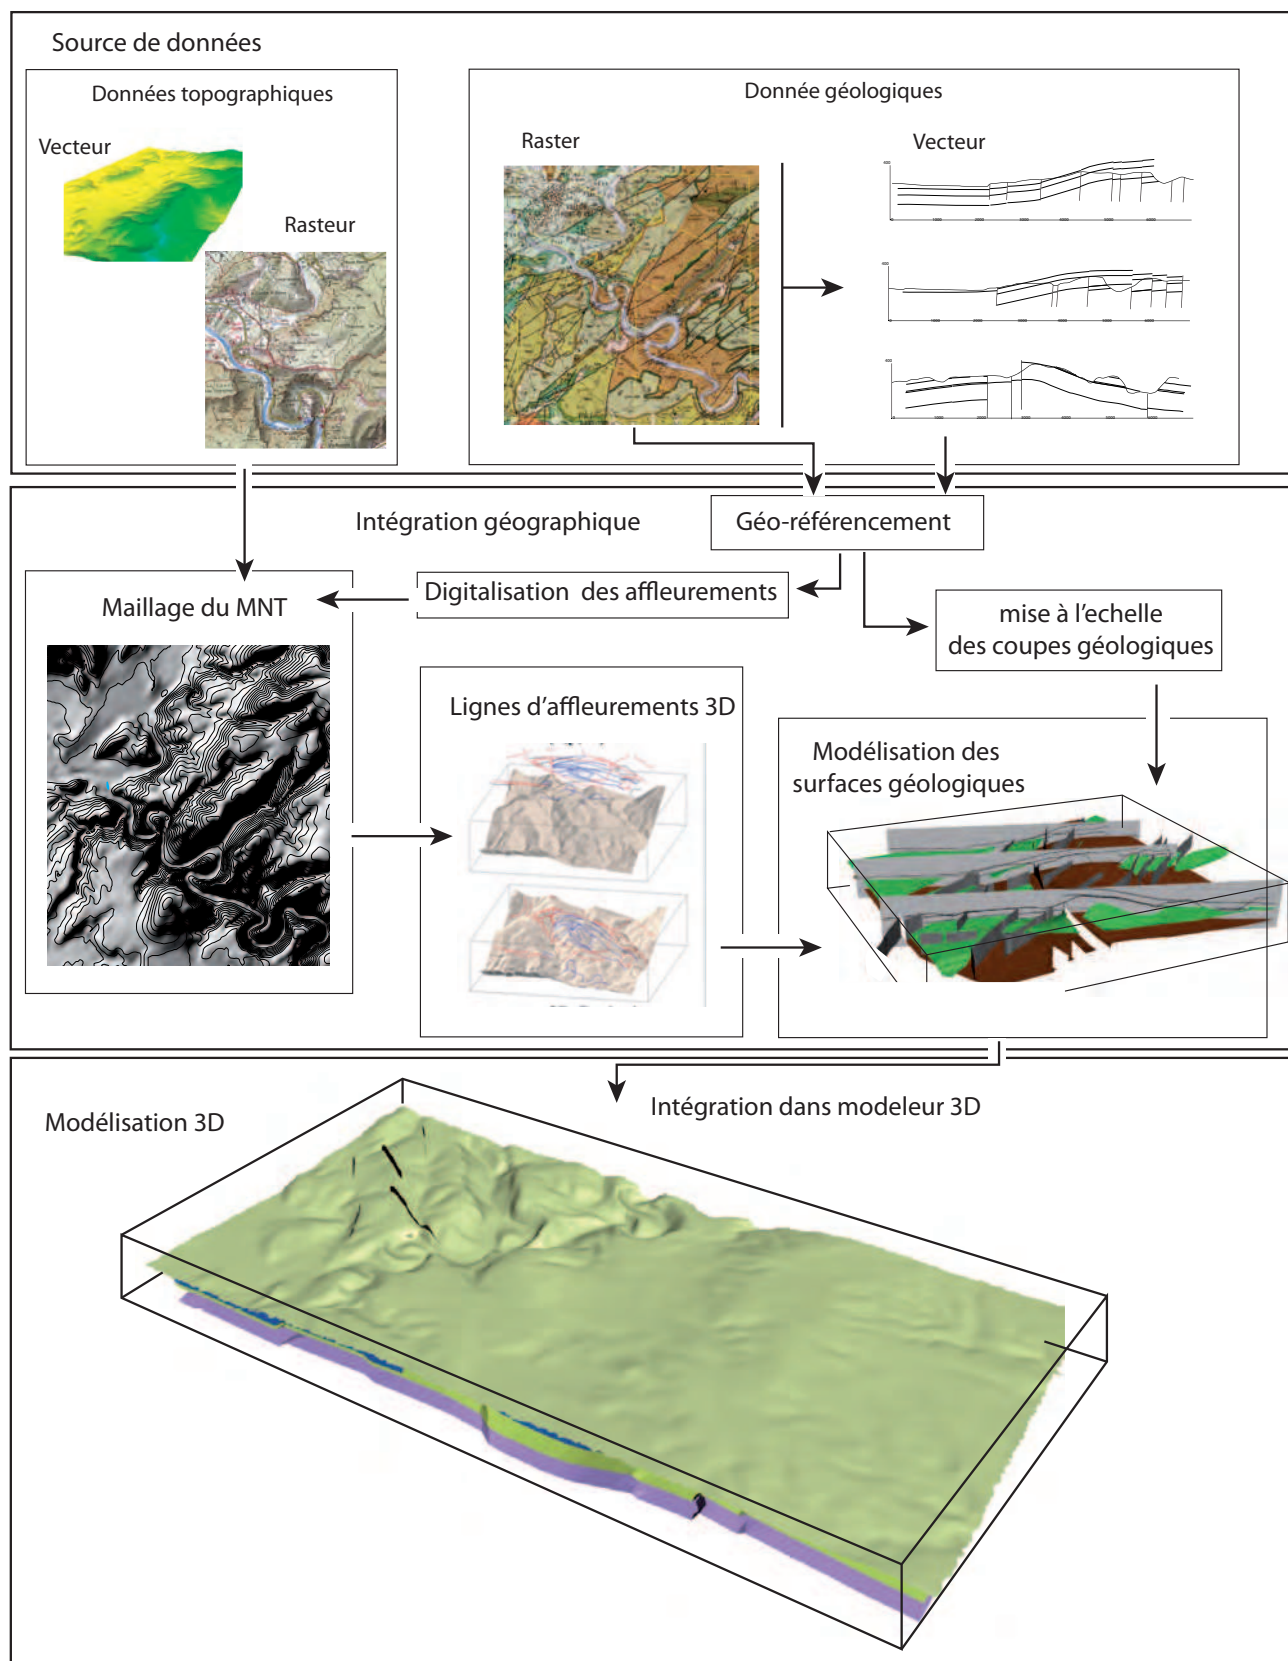 Source de données
Données topographiques
Vecteur
Rasteur
Donnée géologiques
Raster
Vecteur
Intégration géographique
Géo-référencement
Digitalisation des affleurements
Maillage du MNT
mise à l'echelle
des coupes géologiques
Lignes d'affleurements 3D
Modélisation des
surfaces géologiques
Modélisation 3D
Intégration dans modeleur 3D